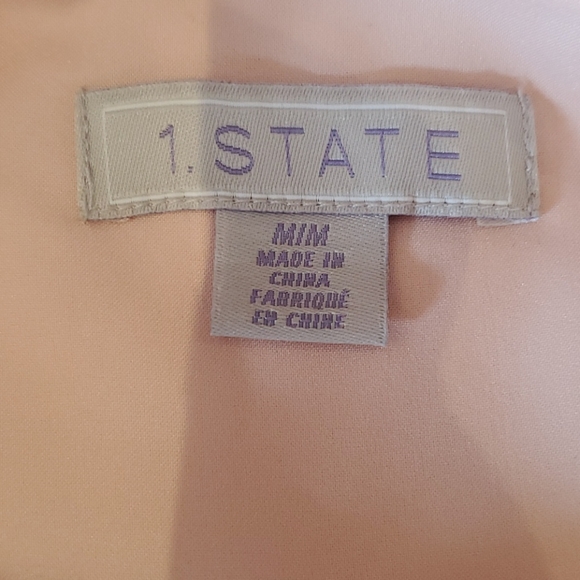 1.STATE
M/M
MADE IN
CHINA
FABRIQUÉ
EN CHINE